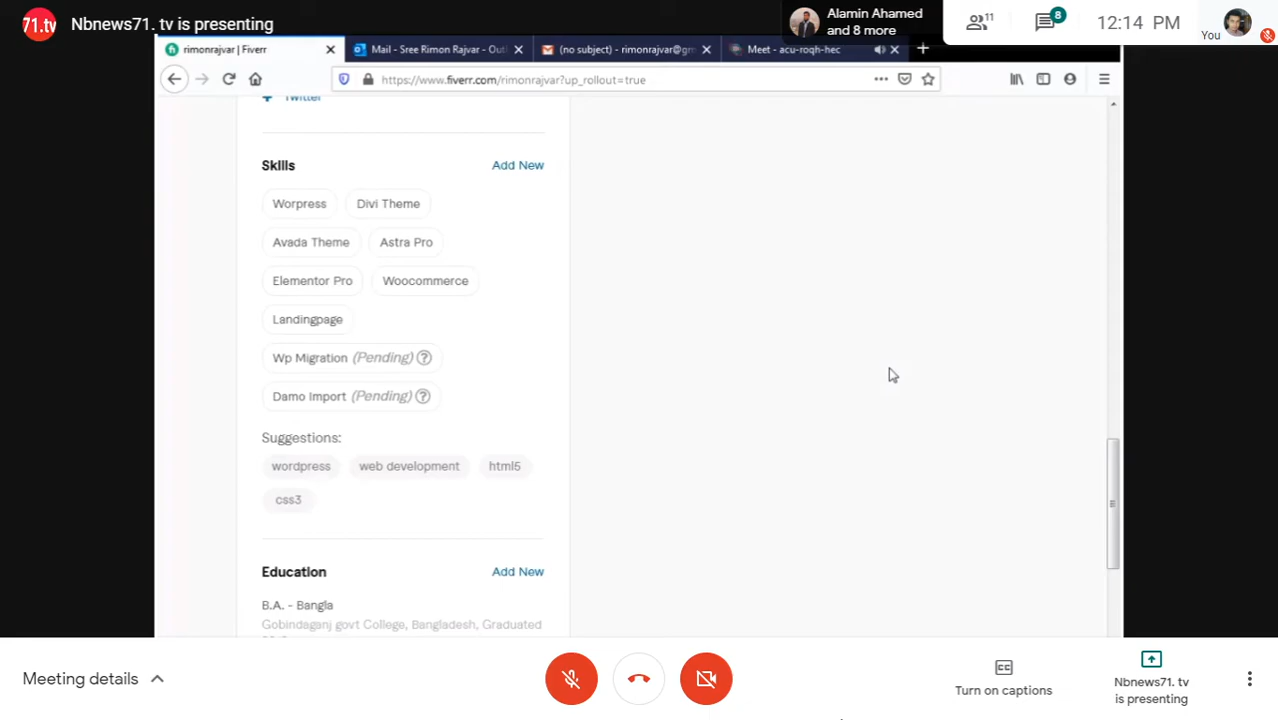 71.tv Nbnews71. tv is presenting
Alamin Ahamed
and 8 more
11
8
12:14 PM
You
rimonrajvar | Fiverr
Mail - Sree Rimon Rajvar - Outl
(no subject) - rimonrajvar@gm
Meet - acu-roqh-hec
https://www.fiverr.com/rimonrajvar?up_rollout=true
Twitter
Skills Add New
Worpress Divi Theme
Avada Theme Astra Pro
Elementor Pro Woocommerce
Landingpage
Wp Migration (Pending) ?
Damo Import (Pending) ?
Suggestions:
wordpress web development html5
css3
Education Add New
B.A. - Bangla
Gobindaganj govt College, Bangladesh, Graduated
Meeting details
CC
Turn on captions
Nbnews71. tv
is presenting